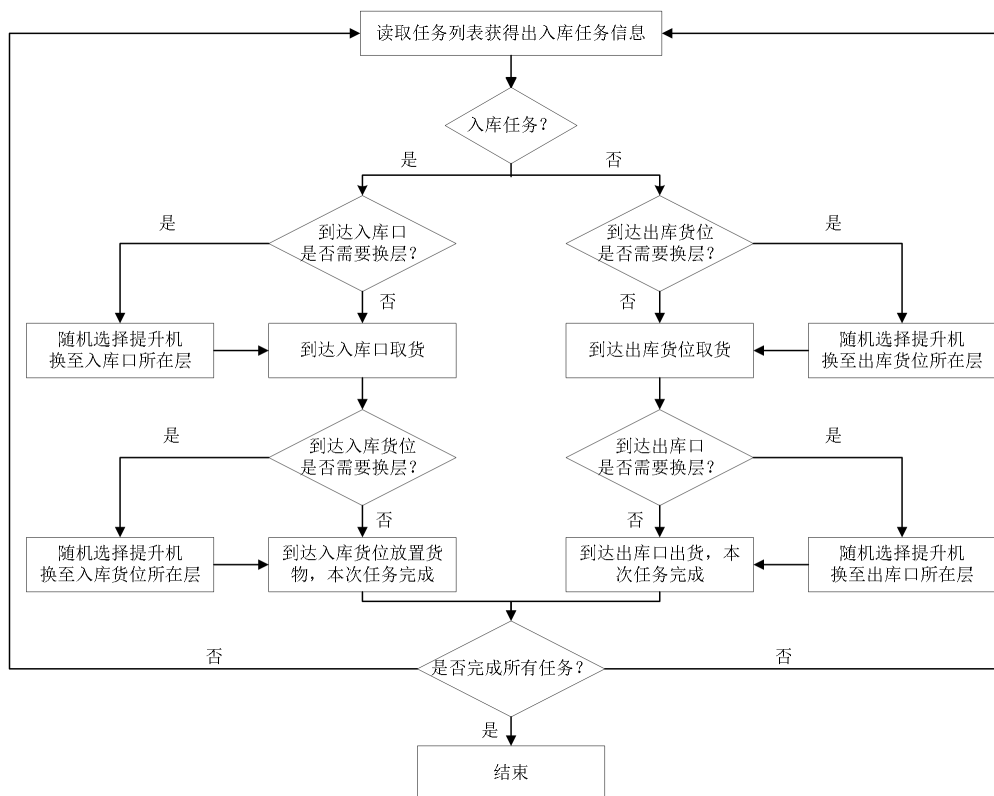 读取任务列表获得出入库任务信息
入库任务？
是
否
到达入库口
是否需要换层？
到达出库货位
是否需要换层？
是
是
否
否
随机选择提升机
换至入库口所在层
到达入库口取货
到达出库货位取货
随机选择提升机
换至出库货位所在层
到达入库货位
是否需要换层？
到达出库口
是否需要换层？
是
是
否
否
随机选择提升机
换至入库货位所在层
到达入库货位放置货
物，本次任务完成
到达出库口出货，本
次任务完成
随机选择提升机
换至出库口所在层
否
是否完成所有任务？
否
是
结束